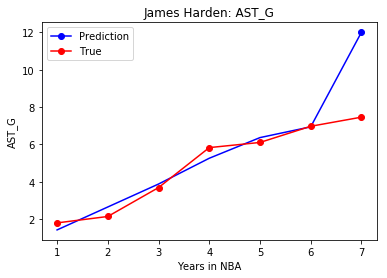 James Harden: AST_G
Prediction
True
AST_G
12
10
8
6
4
2
1 2 3 4 5 6 7
Years in NBA